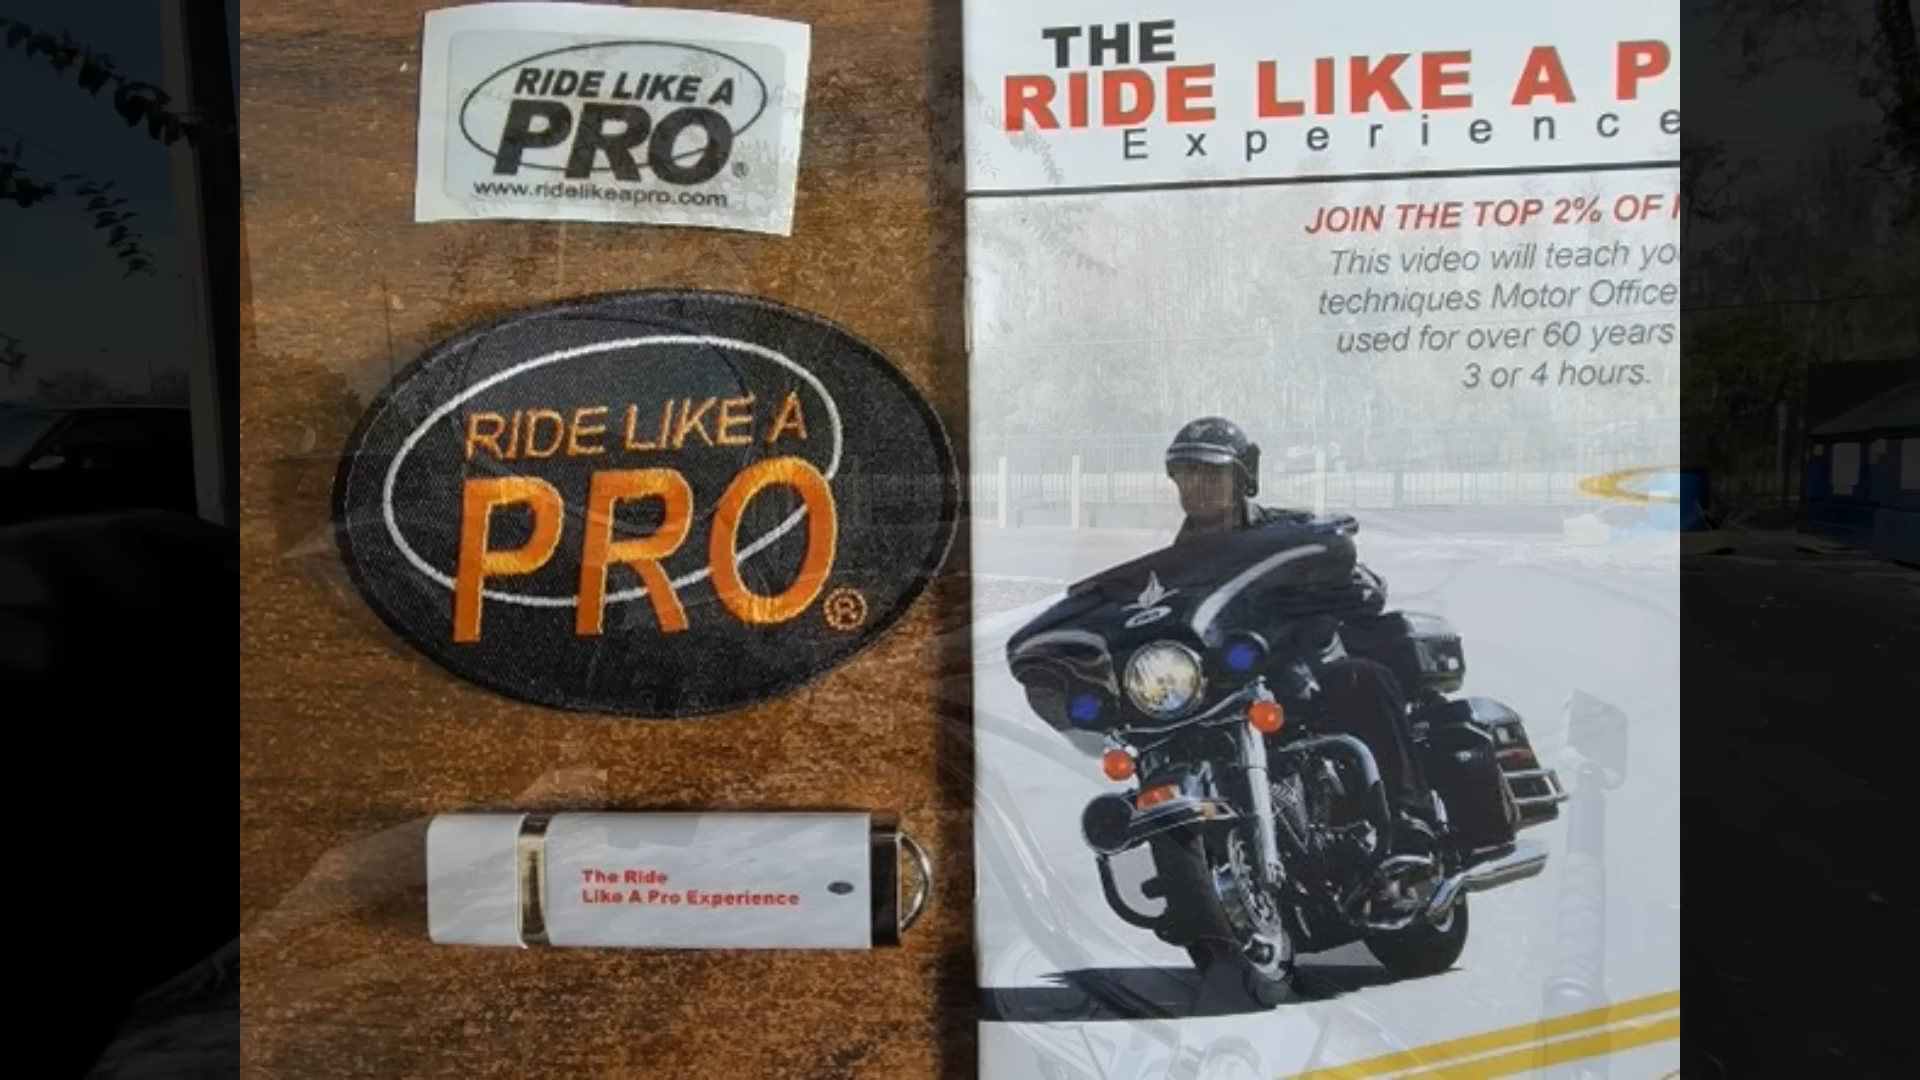 RIDE LIKE A
PRO®
www.ridelikeapro.com
RIDE LIKE A
PRO®
The Ride
Like A Pro Experience
THE
RIDE LIKE A P
Experience
JOIN THE TOP 2% OF
This video will teach yo
techniques Motor Office
used for over 60 years
3 or 4 hours.